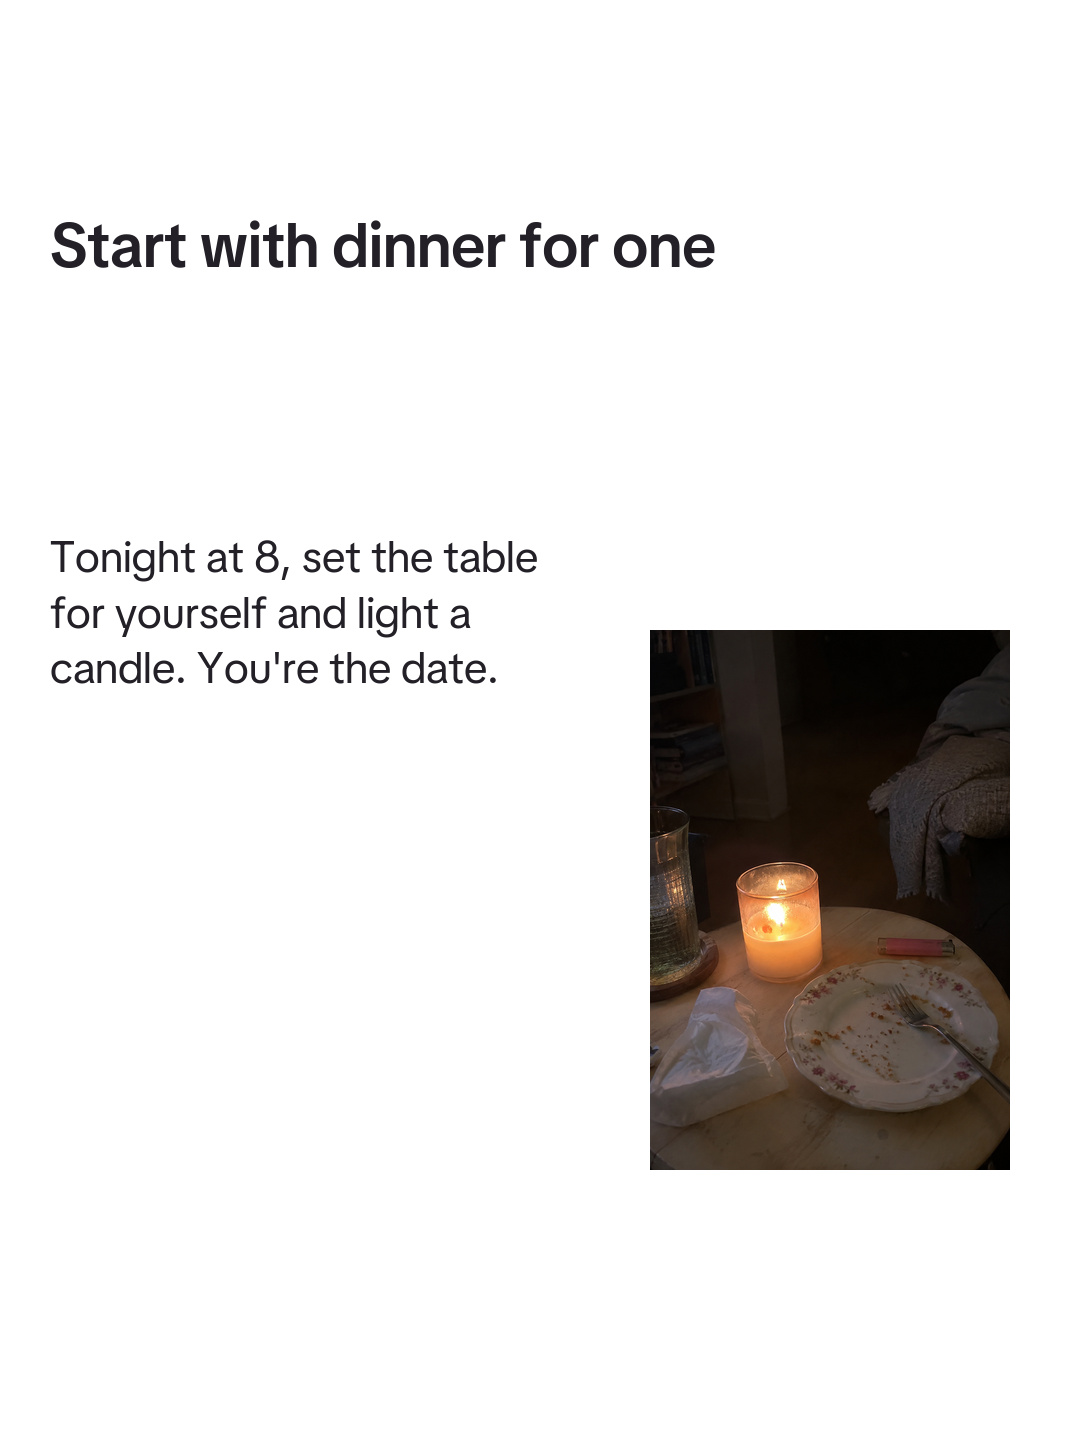 Start with dinner for one
Tonight at 8, set the table
for yourself and light a
candle. You're the date.